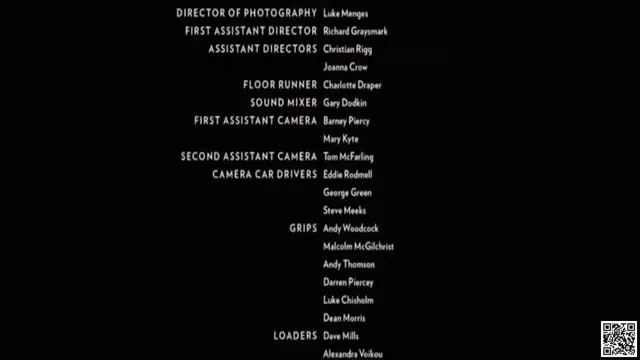 DIRECTOR OF PHOTOGRAPHY Luke Menges
FIRST ASSISTANT DIRECTOR Richard Graysmark
ASSISTANT DIRECTORS Christian Rigg
Joanna Crow
FLOOR RUNNER Charlotte Draper
SOUND MIXER Gary Dodkin
FIRST ASSISTANT CAMERA Barney Piercy
Mary Kyte
SECOND ASSISTANT CAMERA Tom McFarling
CAMERA CAR DRIVERS Eddie Rodmell
George Green
Steve Meeks
GRIPS Andy Woodcock
Malcolm McGilchrist
Andy Thomson
Darren Piercey
Luke Chisholm
Dean Morris
LOADERS Dave Mills
Alexandra Voikou